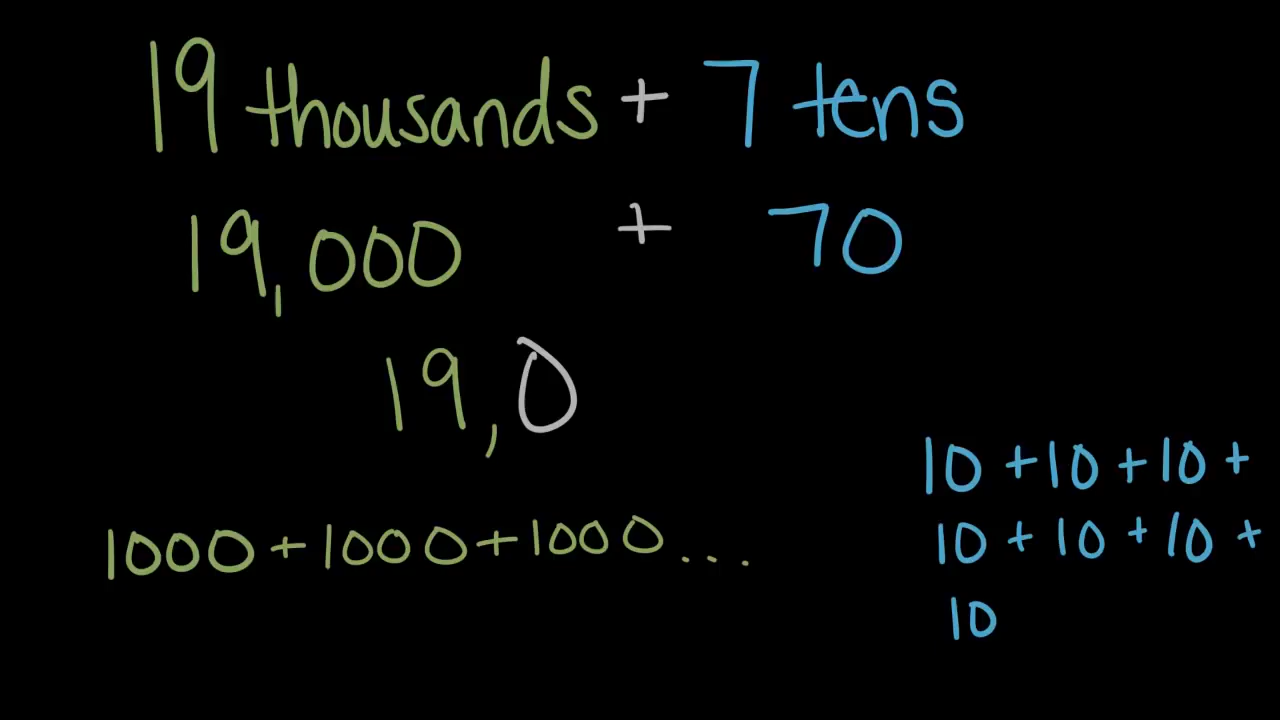 19 thousands + 7 tens
19,000 + 70
19,0
1000 + 1000 + 1000 ...
10 + 10 + 10 +
10 + 10 + 10 +
10